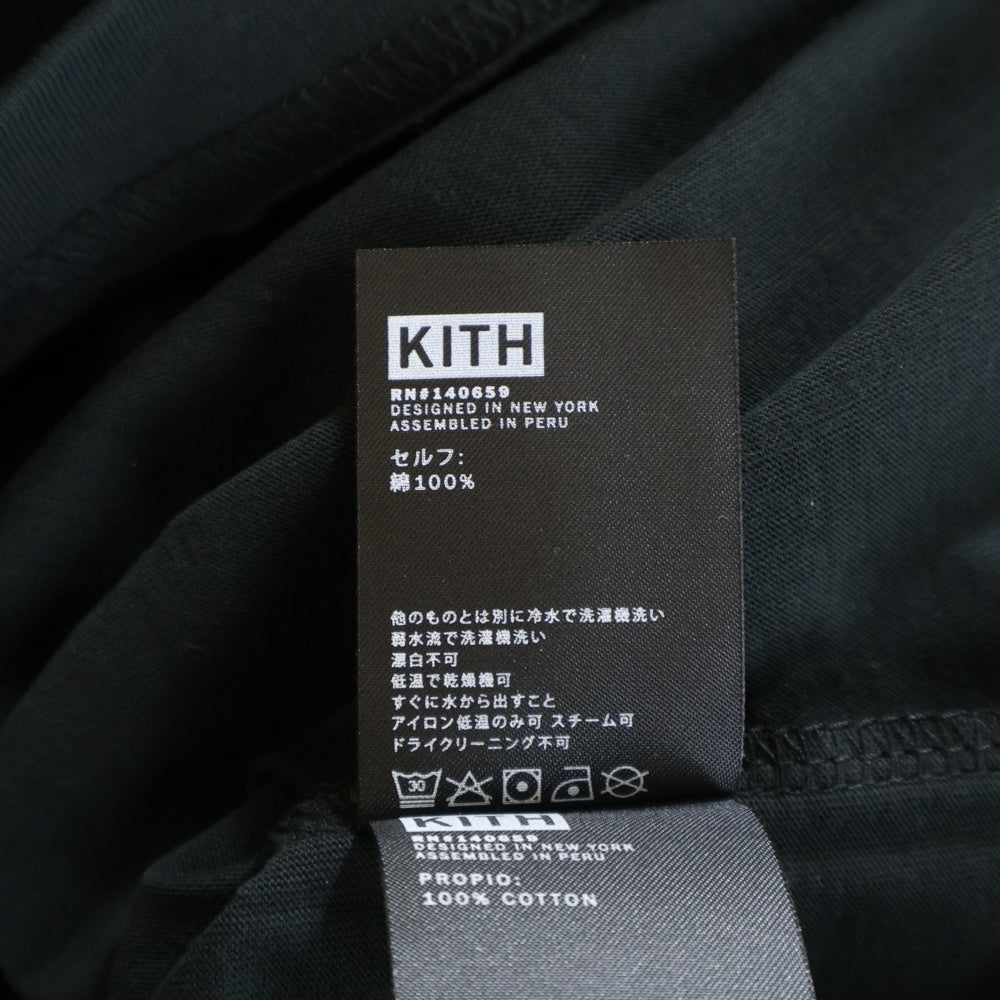 KITH
RN#140659
DESIGNED IN NEW YORK
ASSEMBLED IN PERU
セルフ:
綿100%
他のものとは別に冷水で洗濯機洗い
弱水流で洗濯機洗い
漂白不可
低温で乾燥機可
すぐに水から出すこと
アイロン低温のみ可 スチーム可
ドライクリーニング不可
30
KITH
RN#140659
DESIGNED IN NEW YORK
ASSEMBLED IN PERU
PROPIO:
100% COTTON